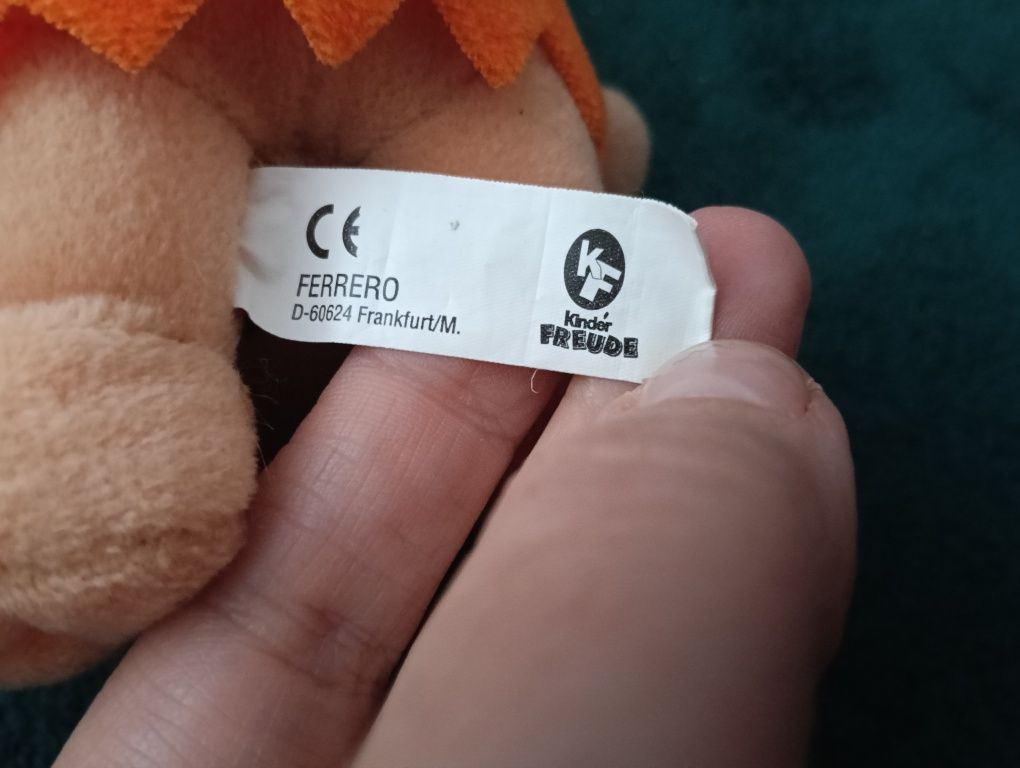 CE
FERRERO
D-60624 Frankfurt/M.
KF
Kinder
FREUDE